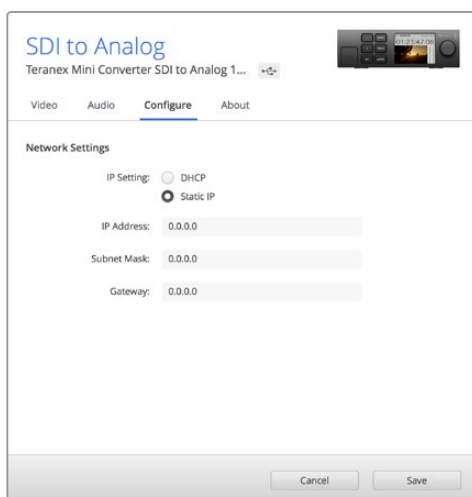 SDI to Analog
Teranex Mini Converter SDI to Analog 1...
Video Audio Configure About
Network Settings
IP Setting: DHCP
Static IP
IP Address: 0.0.0.0
Subnet Mask: 0.0.0.0
Gateway: 0.0.0.0
Cancel Save